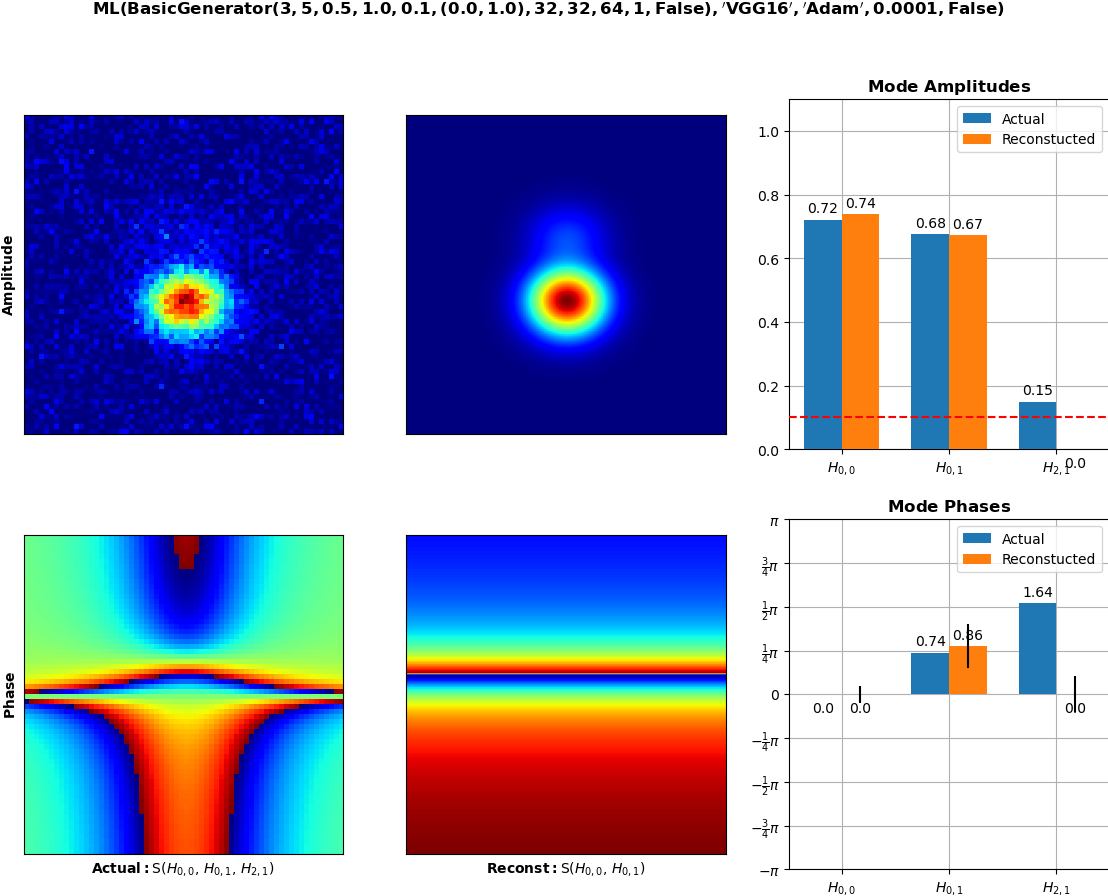 ML(BasicGenerator(3, 5, 0.5, 1.0, 0.1, (0.0, 1.0), 32, 32, 64, 1, False), ′VGG16′, ′Adam′, 0.0001, False)
Amplitude
Mode Amplitudes
Actual
Reconstucted
1.0
0.8
0.6
0.4
0.2
0.0
0.72
0.74
0.68
0.67
0.15
0.0
H0,0
H0,1
H2,1
Phase
Actual: S(H0,0, H0,1, H2,1)
Reconst: S(H0,0, H0,1)
Mode Phases
Actual
Reconstucted
π
3/4π
1/2π
1/4π
0
−1/4π
−1/2π
−3/4π
−π
0.0
0.0
0.74
0.86
1.64
0.0
H0,0
H0,1
H2,1